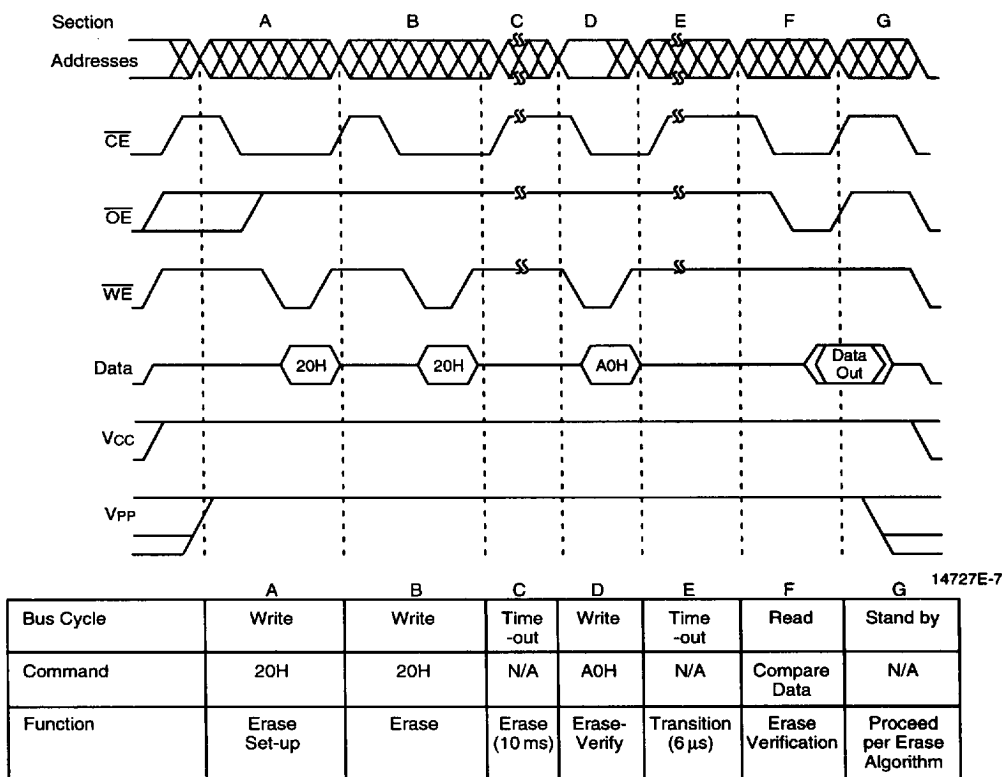 Section A B C D E F G
Addresses
CE
OE
WE
Data 20H 20H A0H Data Out
VCC
VPP
14727E-7
A B C D E F G
Bus Cycle Write Write Time -out Write Time -out Read Stand by
Command 20H 20H N/A A0H N/A Compare Data N/A
Function Erase Set-up Erase Erase (10 ms) Erase- Verify Transition (6 µs) Erase Verification Proceed per Erase Algorithm